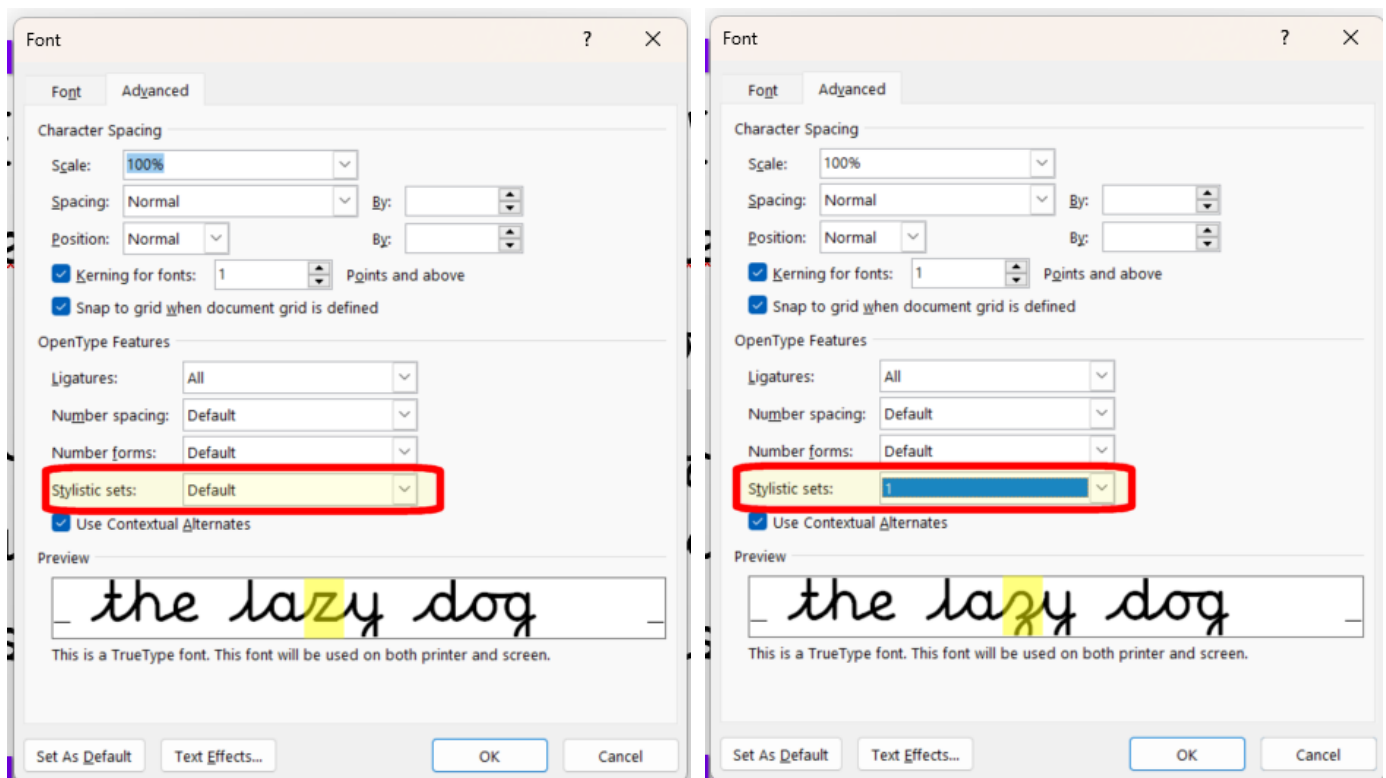 Font ?
Font Advanced
Character Spacing
Scale: 100%
Spacing: Normal By:
Position: Normal By:
Kerning for fonts: 1 Points and above
Snap to grid when document grid is defined
OpenType Features
Ligatures: All
Number spacing: Default
Number forms: Default
Stylistic sets: Default
Use Contextual Alternates
Preview
the lazy dog
This is a TrueType font. This font will be used on both printer and screen.
Set As Default Text Effects... OK Cancel
Font ?
Font Advanced
Character Spacing
Scale: 100%
Spacing: Normal By:
Position: Normal By:
Kerning for fonts: 1 Points and above
Snap to grid when document grid is defined
OpenType Features
Ligatures: All
Number spacing: Default
Number forms: Default
Stylistic sets: 1
Use Contextual Alternates
Preview
the lazy dog
This is a TrueType font. This font will be used on both printer and screen.
Set As Default Text Effects... OK Cancel